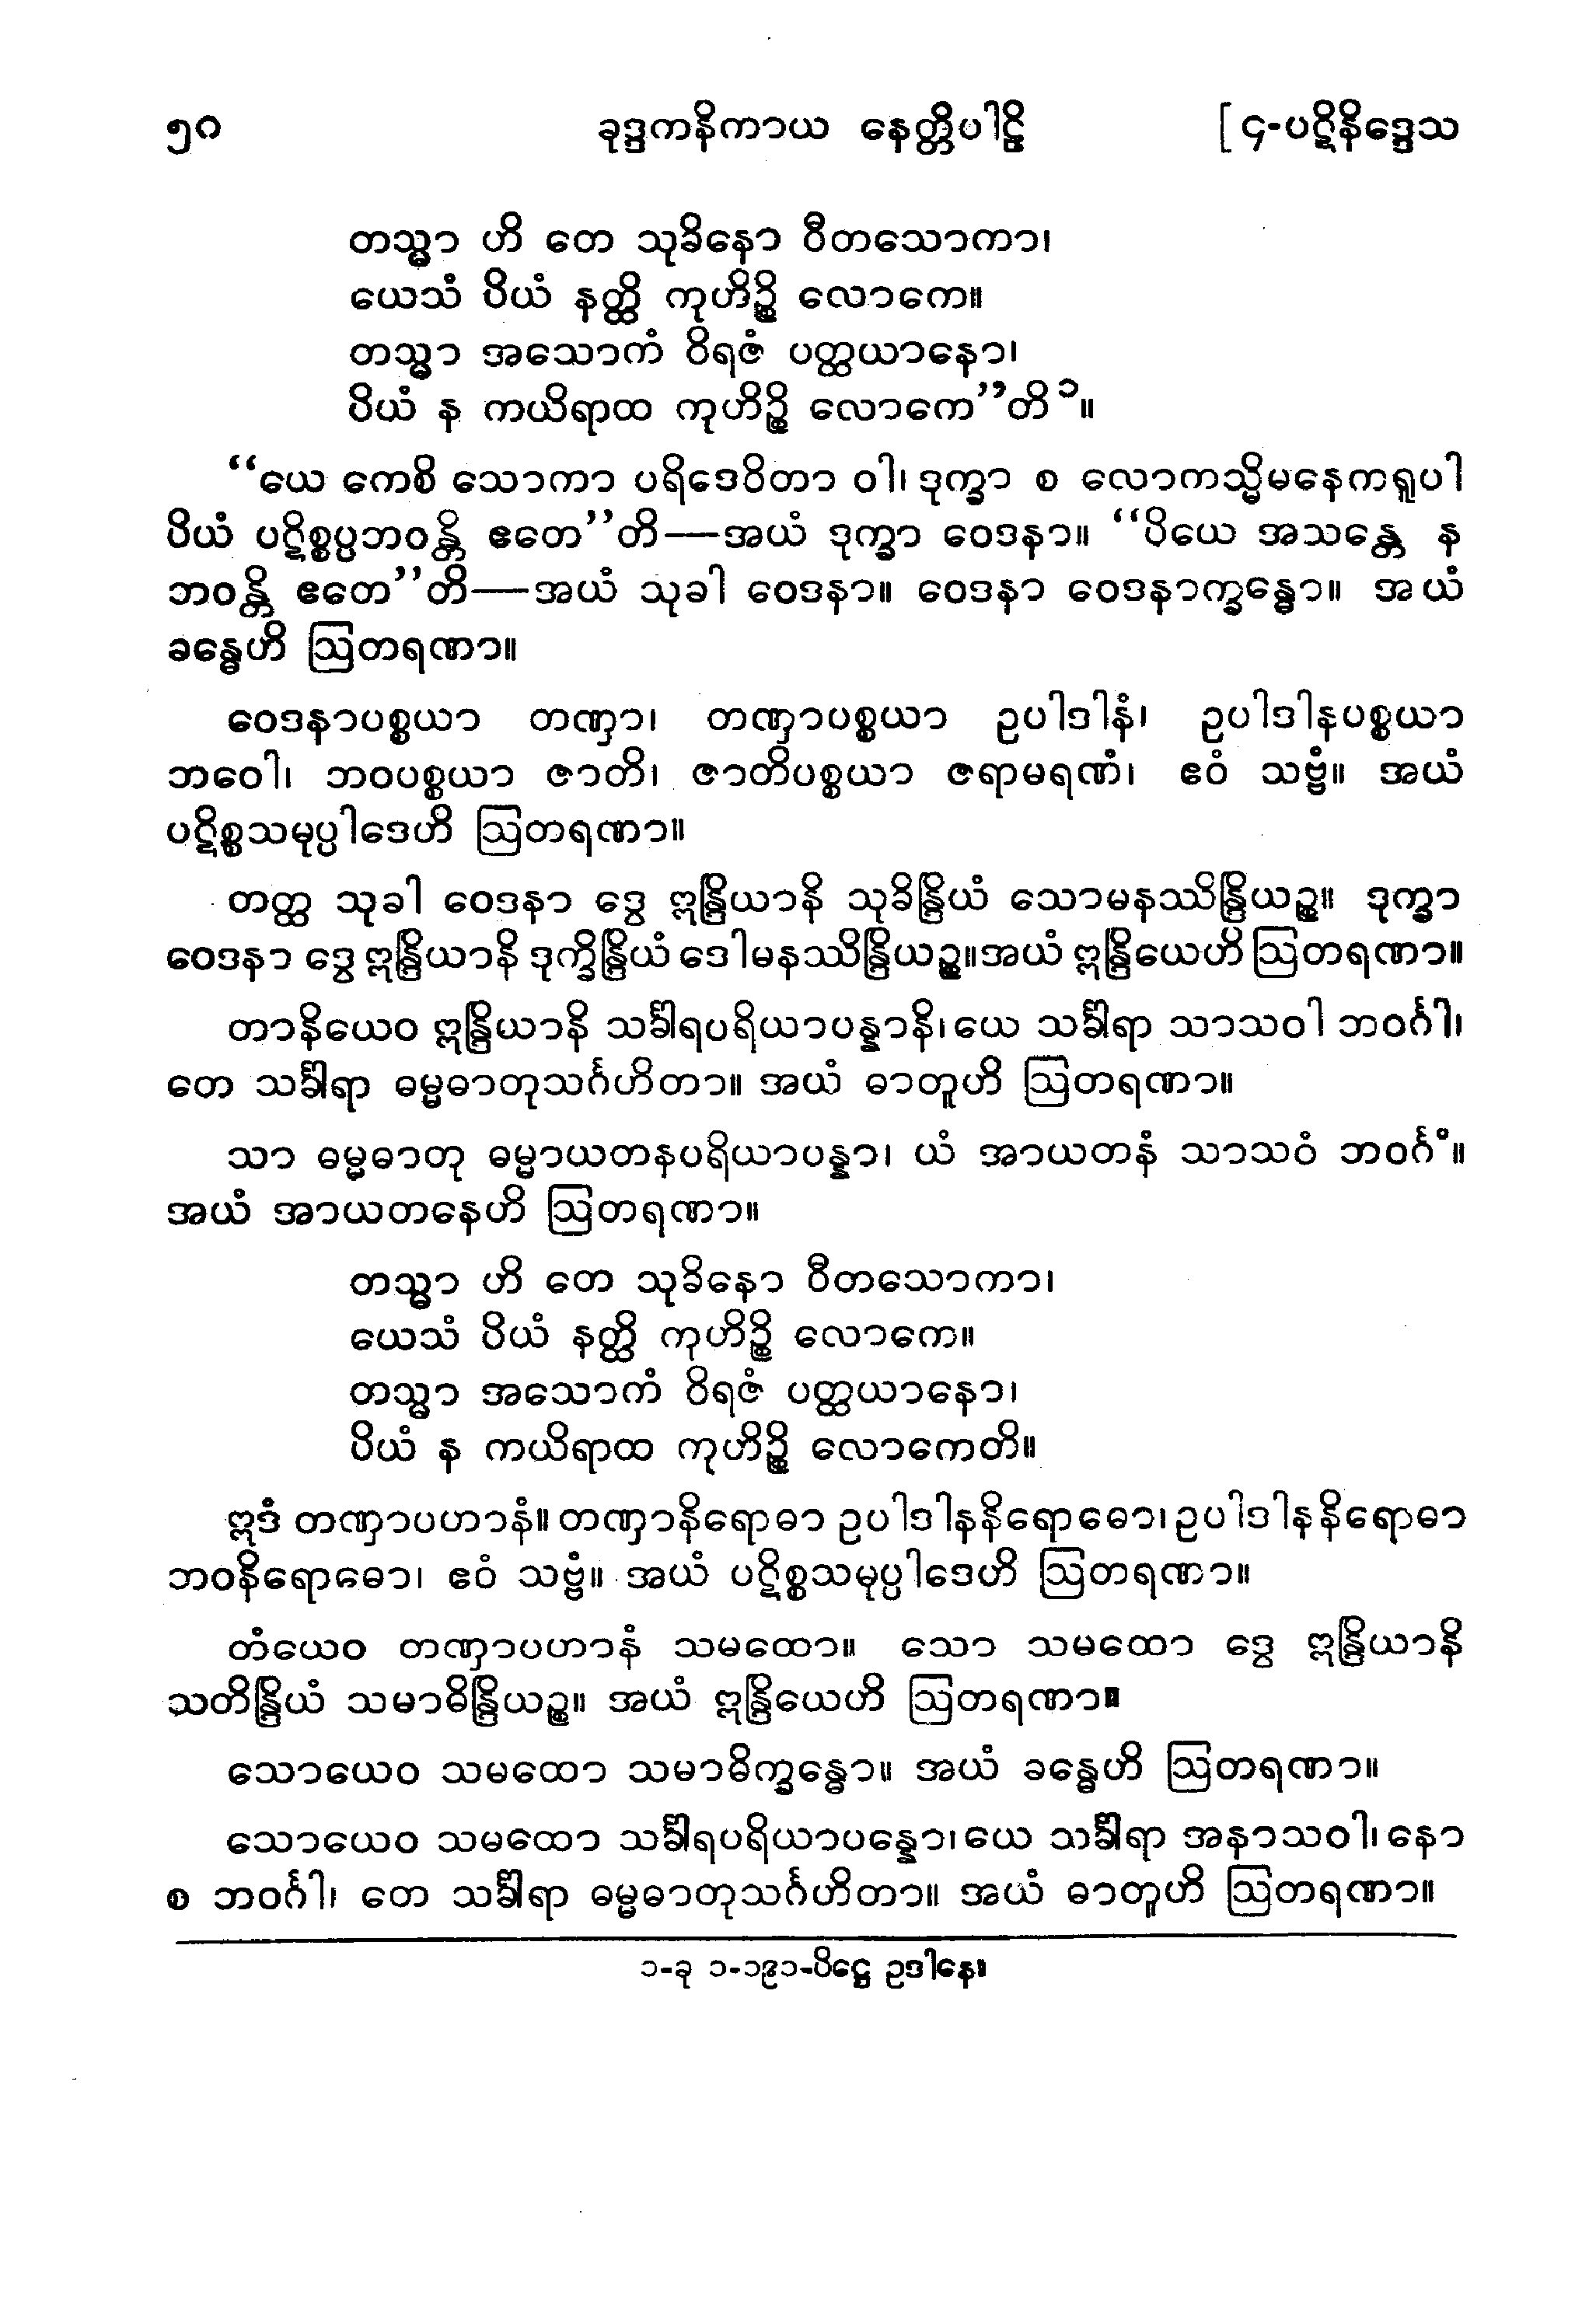 ၅၀ ခုဒ္ဒကနိကာယ နေတ္တိပါဠိ [ ၄-ပဋိနိဒ္ဒေသ
တသ္မာ ဟိ တေ သုခိနော ဝီတသောကာ၊
ယေသံ ပိယံ နတ္ထိ ကုဟိဉ္စိ လောကေ။
တသ္မာ အသောကံ ဝိရဇံ ပတ္ထယာနော၊
ပိယံ န ကယိရာထ ကုဟိဉ္စိ လောကေ”တိ၁။
“ယေ ကေစိ သောကာ ပရိဒေဝိတာ ဝါ၊ ဒုက္ခာ စ လောကသ္မိမနေကရူပါ
ပိယံ ပဋိစ္စပ္ပဘဝန္တိ ဧတေ”တိ—အယံ ဒုက္ခာ ဝေဒနာ။ “ပိယေ အသန္တေ န
ဘဝန္တိ ဧတေ”တိ—အယံ သုခါ ဝေဒနာ။ ဝေဒနာ ဝေဒနာက္ခန္ဓော။ အယံ
ခန္ဓေဟိ ဩတရဏာ။
ဝေဒနာပစ္စယာ တဏှာ၊ တဏှာပစ္စယာ ဥပါဒါနံ၊ ဥပါဒါနပစ္စယာ
ဘဝေါ၊ ဘဝပစ္စယာ ဇာတိ၊ ဇာတိပစ္စယာ ဇရာမရဏံ၊ ဧဝံ သဗ္ဗံ။ အယံ
ပဋိစ္စသမုပ္ပါဒေဟိ ဩတရဏာ။
တတ္ထ သုခါ ဝေဒနာ ဒွေ ဣန္ဒြိယာနိ သုခိန္ဒြိယံ သောမနဿိန္ဒြိယဉ္စ။ ဒုက္ခာ
ဝေဒနာ ဒွေ ဣန္ဒြိယာနိ ဒုက္ခိန္ဒြိယံ ဒေါမနဿိန္ဒြိယဉ္စ။အယံ ဣန္ဒြိယေဟိ ဩတရဏာ။
တာနိယေဝ ဣန္ဒြိယာနိ သင်္ခါရပရိယာပန္နာနိ၊ ယေ သင်္ခါရာ သာသဝါ ဘဝင်္ဂါ၊
တေ သင်္ခါရာ ဓမ္မဓာတုသင်္ဂဟိတာ။ အယံ ဓာတူဟိ ဩတရဏာ။
သာ ဓမ္မဓာတု ဓမ္မာယတနပရိယာပန္နာ၊ ယံ အာယတနံ သာသဝံ ဘဝင်္ဂံ။
အယံ အာယတနေဟိ ဩတရဏာ။
တသ္မာ ဟိ တေ သုခိနော ဝီတသောကာ၊
ယေသံ ပိယံ နတ္ထိ ကုဟိဉ္စိ လောကေ။
တသ္မာ အသောကံ ဝိရဇံ ပတ္ထယာနော၊
ပိယံ န ကယိရာထ ကုဟိဉ္စိ လောကေတိ။
ဣဒံ တဏှာပဟာနံ။ တဏှာနိရောဓာ ဥပါဒါနနိရောဓော၊ ဥပါဒါနနိရောဓာ
ဘဝနိရောဓော၊ ဧဝံ သဗ္ဗံ။ အယံ ပဋိစ္စသမုပ္ပါဒေဟိ ဩတရဏာ။
တံယေဝ တဏှာပဟာနံ သမထော။ သော သမထော ဒွေ ဣန္ဒြိယာနိ
သတိန္ဒြိယံ သမာဓိန္ဒြိယဉ္စ။ အယံ ဣန္ဒြိယေဟိ ဩတရဏာ။
သောယေဝ သမထော သမာဓိက္ခန္ဓော။ အယံ ခန္ဓေဟိ ဩတရဏာ။
သောယေဝ သမထော သင်္ခါရပရိယာပန္နော၊ ယေ သင်္ခါရာ အနာသဝါ၊ နော
စ ဘဝင်္ဂါ၊ တေ သင်္ခါရာ ဓမ္မဓာတုသင်္ဂဟိတာ။ အယံ ဓာတူဟိ ဩတရဏာ။
၁-ခု ၁-၁၉၁-ပိဋ္ဌေ ဥဒါနေ။